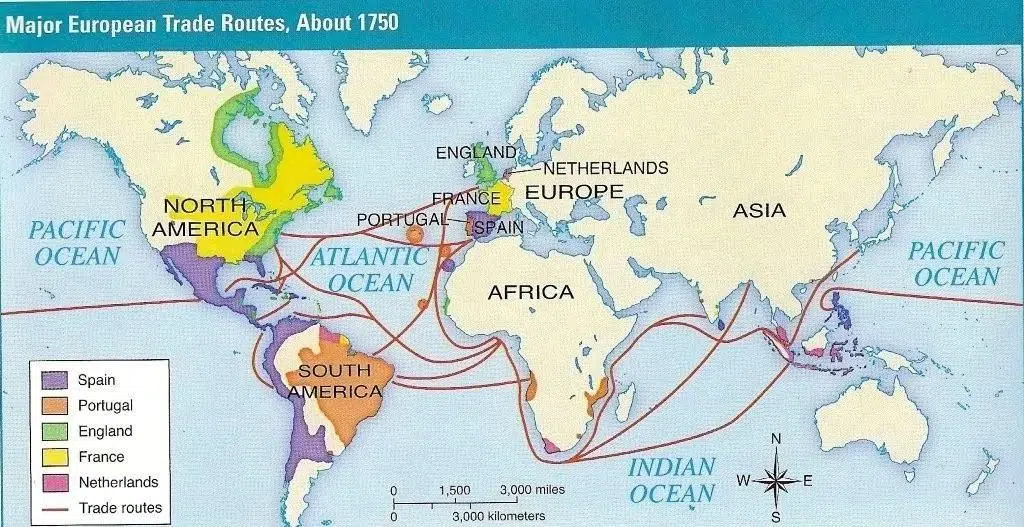 Major European Trade Routes, About 1750
ENGLAND
NETHERLANDS
FRANCE
EUROPE
PORTUGAL
SPAIN
NORTH
AMERICA
ASIA
PACIFIC
OCEAN
ATLANTIC
OCEAN
PACIFIC
OCEAN
AFRICA
SOUTH
AMERICA
Spain
Portugal
England
France
Netherlands
Trade routes
INDIAN
OCEAN
N
W
E
S
0 1,500 3,000 miles
0 3,000 kilometers